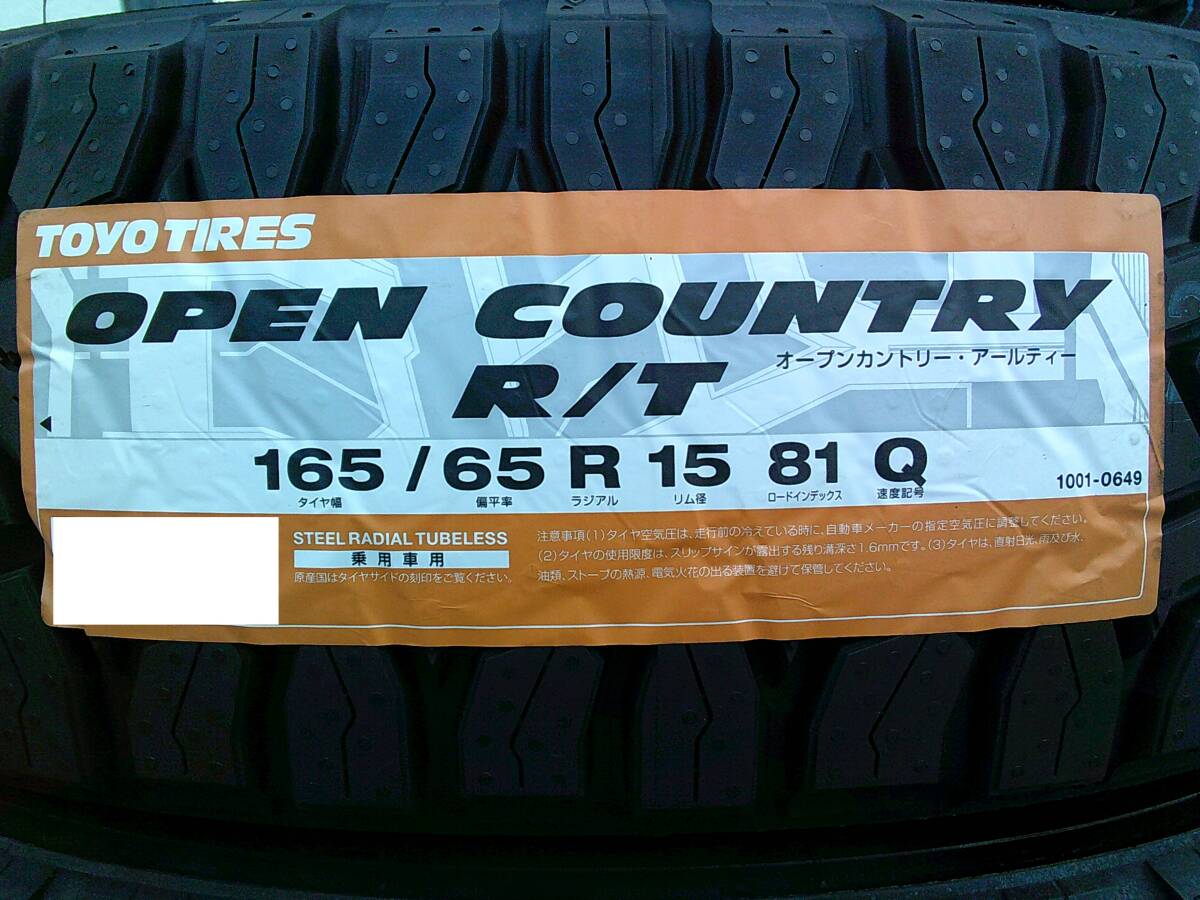 TOYO TIRES
OPEN COUNTRY
R/T オープンカントリー・アールティー
165 / 65 R 15 81 Q
タイヤ幅 偏平率 ラジアル リム径 ロードインデックス 速度記号
1001-0649
STEEL RADIAL TUBELESS
乗用車用
原産国はタイヤサイドの刻印をご覧ください。
注意事項(1)タイヤ空気圧は、走行前の冷えている時に、自動車メーカーの指定空気圧に調整してください。
(2)タイヤの使用限度は、スリップサインが露出する残り溝深さ1.6mmです。(3)タイヤは、直射日光、雨及び水、
油類、ストーブの熱源、電気火花の出る装置を避けて保管してください。